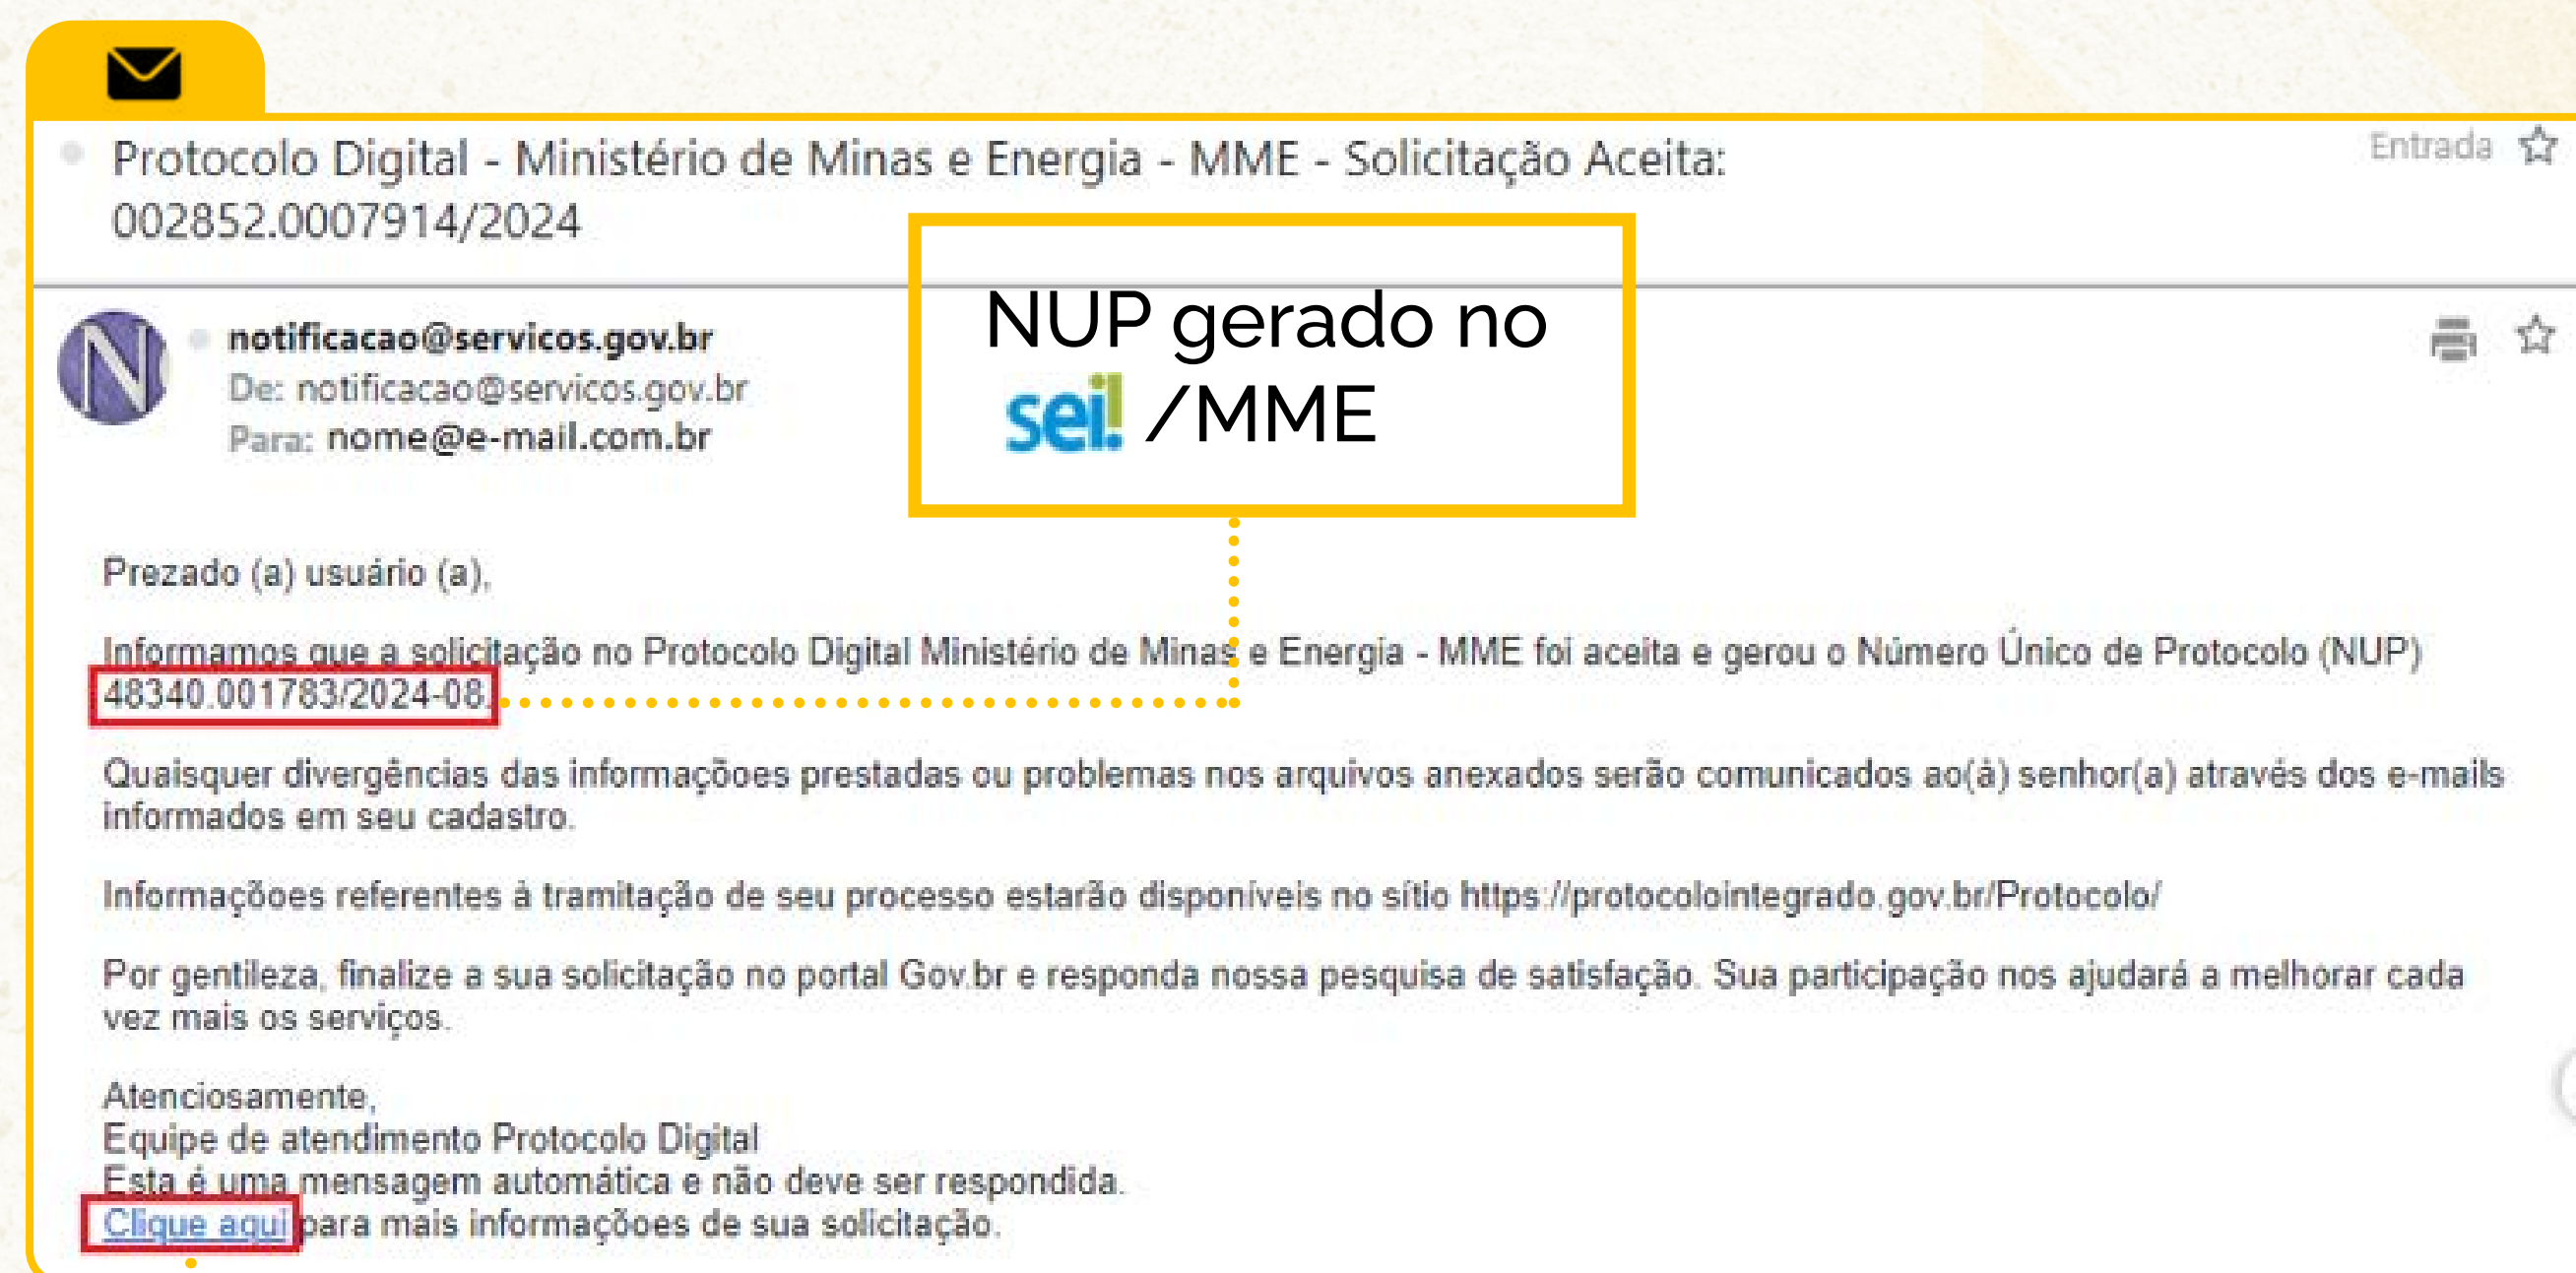 Protocolo Digital - Ministério de Minas e Energia - MME - Solicitação Aceita:
002852.0007914/2024
Entrada
NUP gerado no
sei! /MME
N
notificacao@servicos.gov.br
De: notificacao@servicos.gov.br
Para: nome@e-mail.com.br
Prezado (a) usuário (a),
Informamos que a solicitação no Protocolo Digital Ministério de Minas e Energia - MME foi aceita e gerou o Número Único de Protocolo (NUP)
48340.001783/2024-08.
Quaisquer divergências das informaçõoes prestadas ou problemas nos arquivos anexados serão comunicados ao(à) senhor(a) através dos e-mails
informados em seu cadastro.
Informaçõoes referentes à tramitação de seu processo estarão disponíveis no sítio https://protocolointegrado.gov.br/Protocolo/
Por gentileza, finalize a sua solicitação no portal Gov.br e responda nossa pesquisa de satisfação. Sua participação nos ajudará a melhorar cada
vez mais os serviços.
Atenciosamente,
Equipe de atendimento Protocolo Digital
Esta é uma mensagem automática e não deve ser respondida.
Clique aqui para mais informaçõoes de sua solicitação.